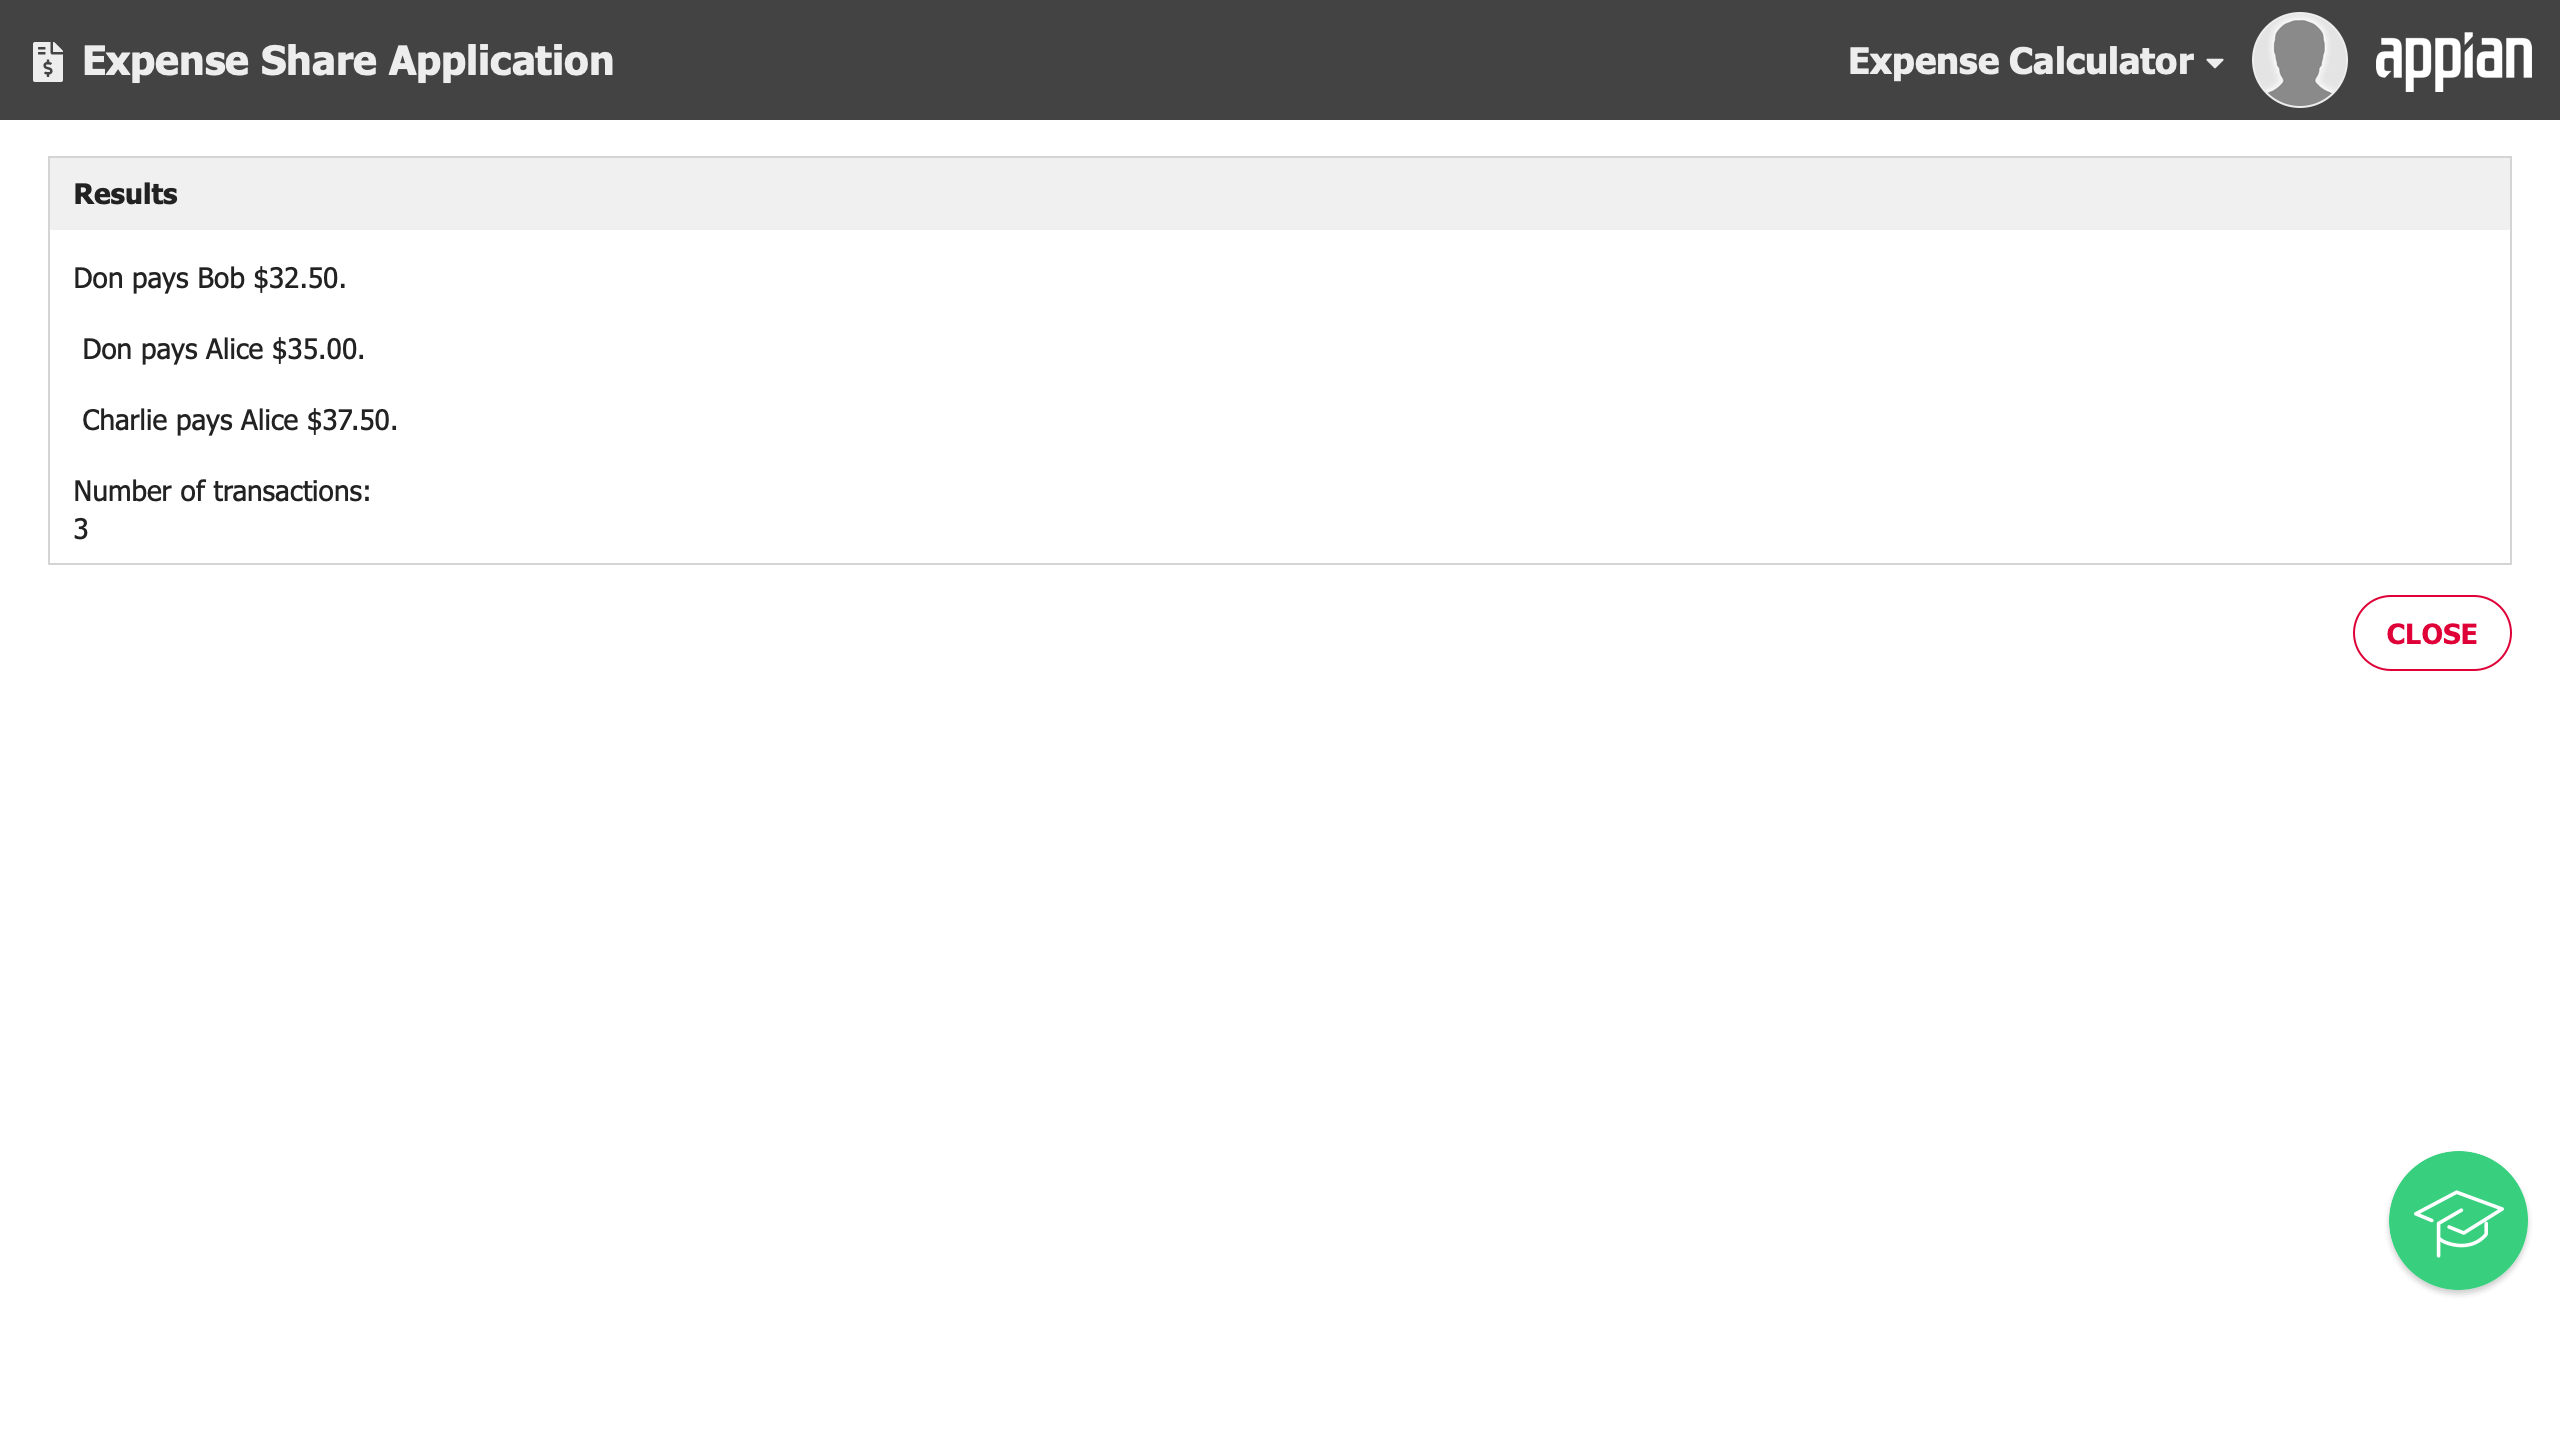 Expense Share Application
Expense Calculator
appian
Results
Don pays Bob $32.50.
Don pays Alice $35.00.
Charlie pays Alice $37.50.
Number of transactions:
3
CLOSE